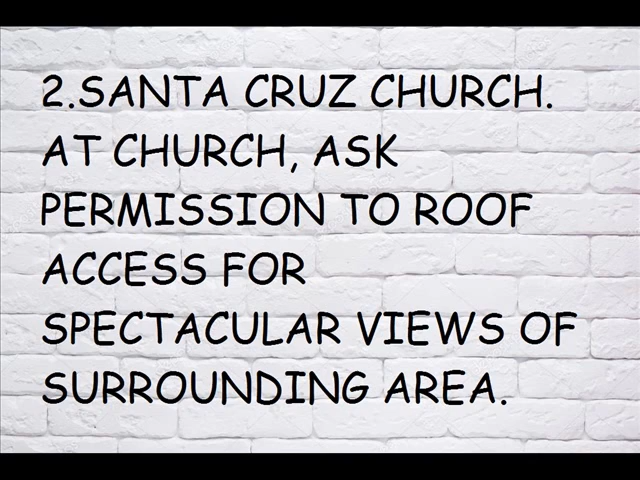 2.SANTA CRUZ CHURCH.
AT CHURCH, ASK
PERMISSION TO ROOF
ACCESS FOR
SPECTACULAR VIEWS OF
SURROUNDING AREA.